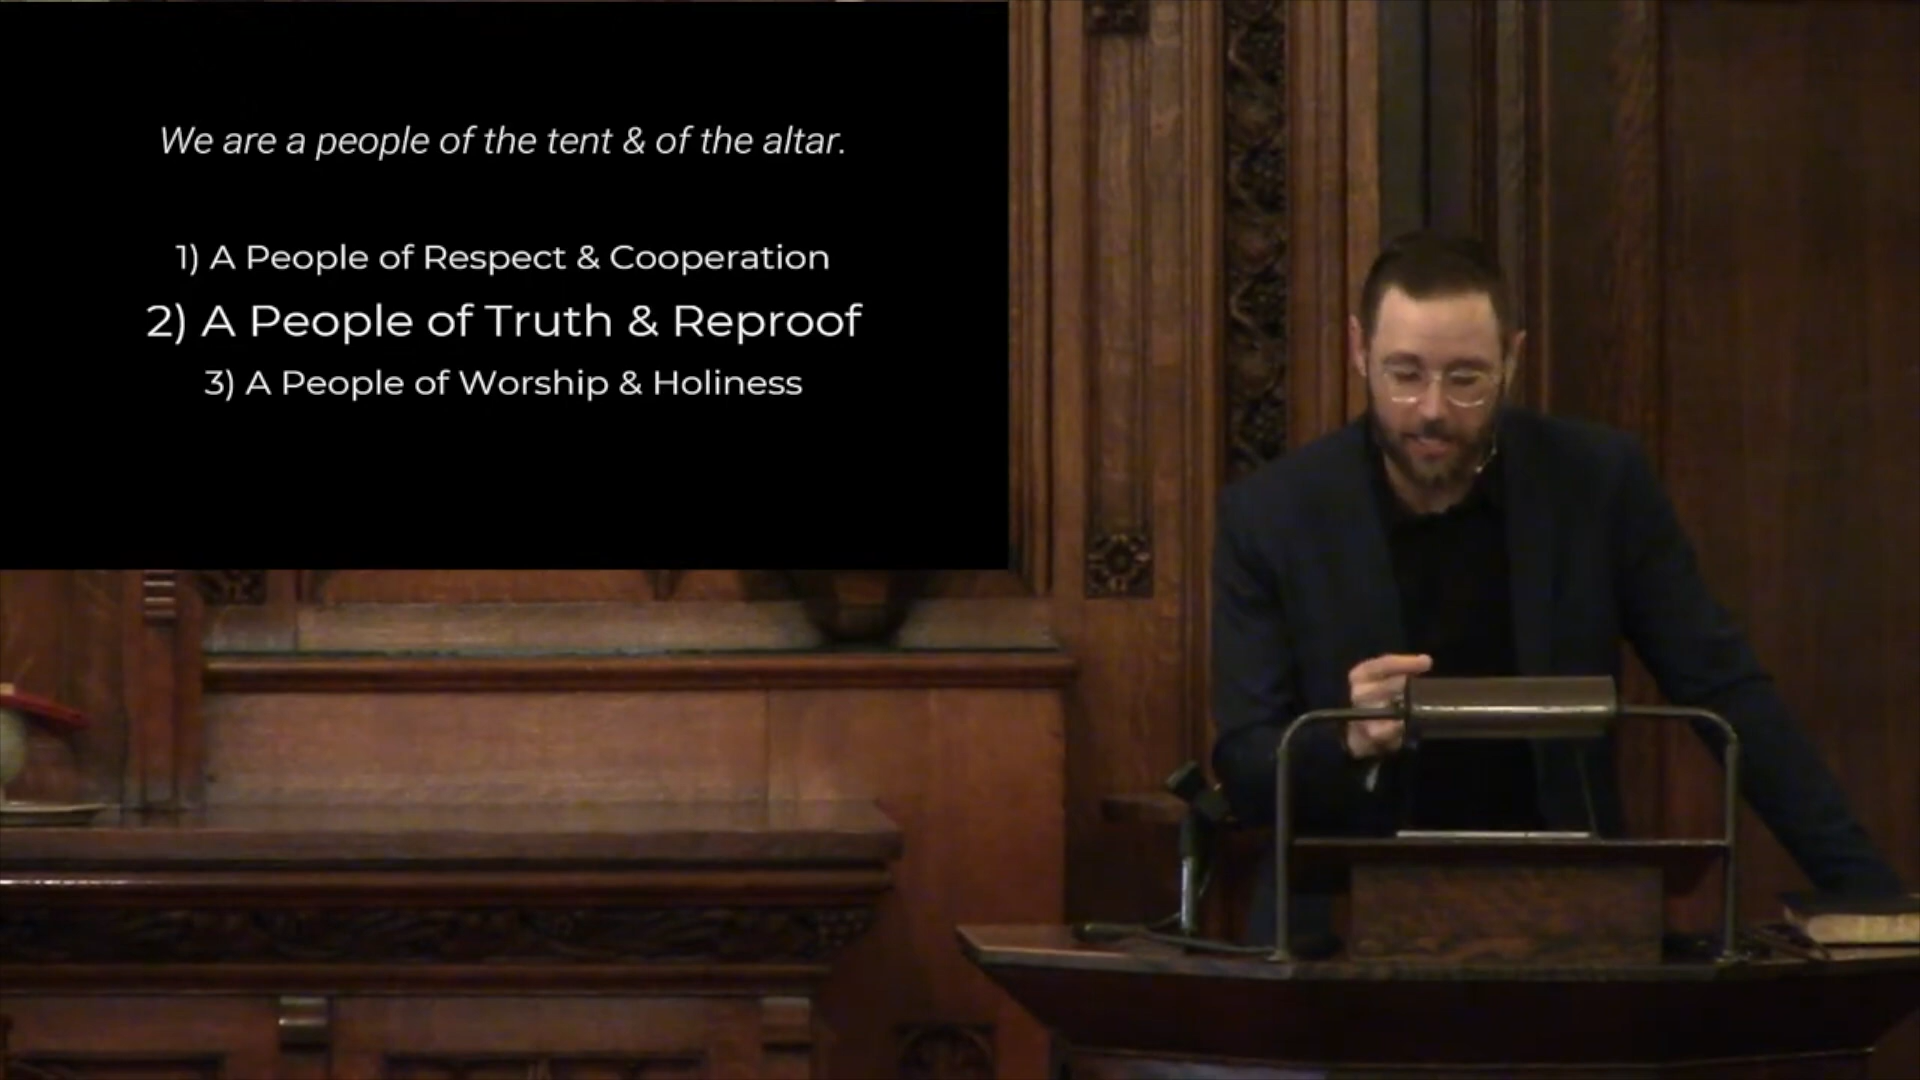 We are a people of the tent & of the altar.
1) A People of Respect & Cooperation
2) A People of Truth & Reproof
3) A People of Worship & Holiness